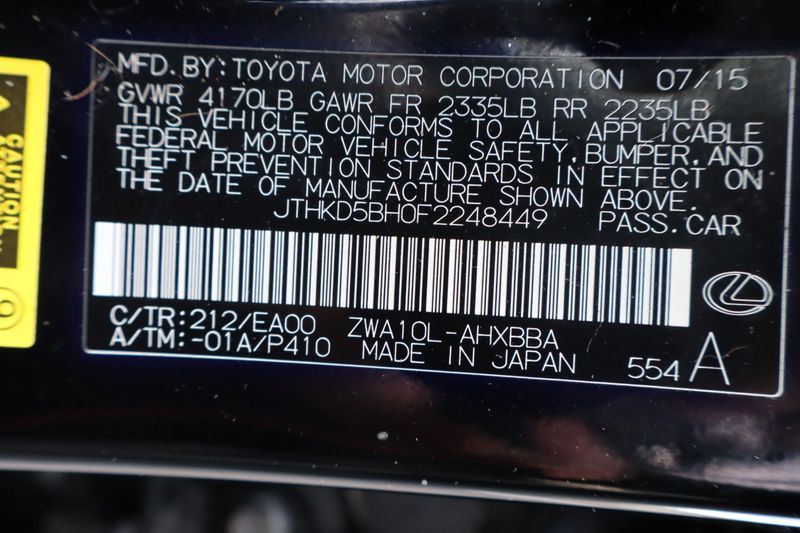 MFD.BY:TOYOTA MOTOR CORPORATION 07/15
GVWR 4170LB GAWR FR 2335LB RR 2235LB
THIS VEHICLE CONFORMS TO ALL APPLICABLE
FEDERAL MOTOR VEHICLE SAFETY,BUMPER,AND
THEFT PREVENTION STANDARDS IN EFFECT ON
THE DATE OF MANUFACTURE SHOWN ABOVE.
JTHKD5BH0F2248449 PASS.CAR
C/TR:212/EA00 ZWA10L-AHXBBA
A/TM:-01A/P410 MADE IN JAPAN 554 A
CAUTION